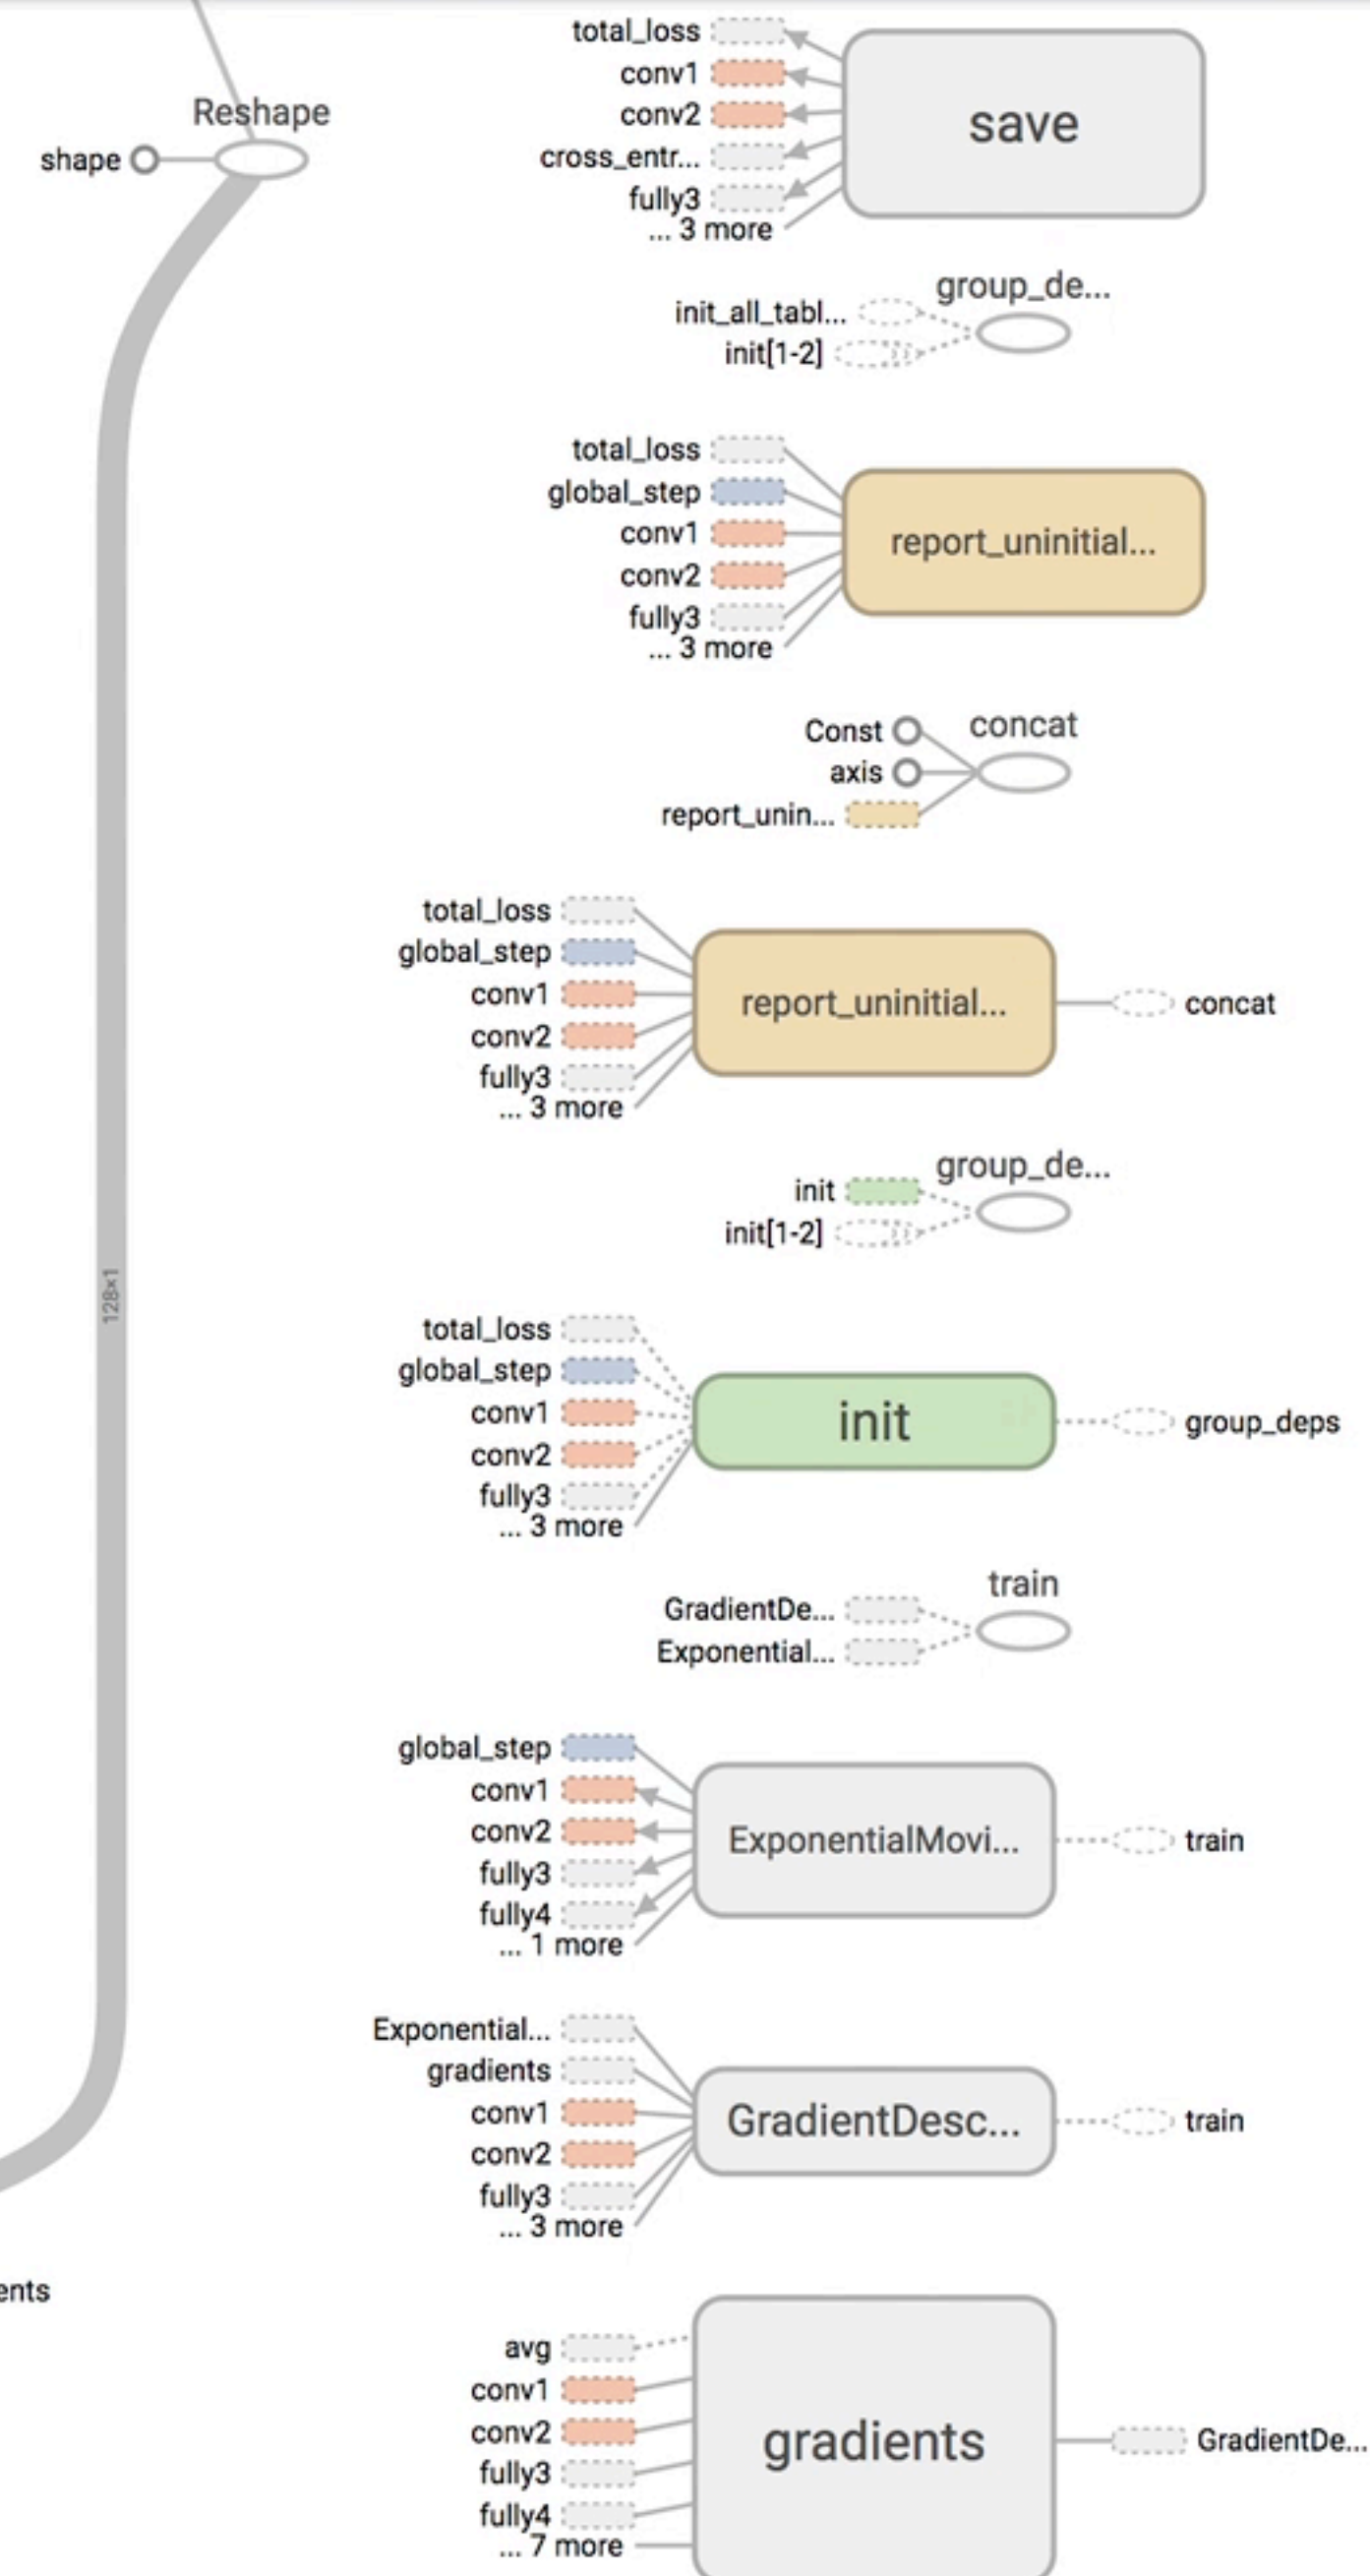 Reshape
shape
128×1
ents
total_loss
conv1
conv2
cross_entr...
fully3
... 3 more
save
group_de...
init_all_tabl...
init[1-2]
total_loss
global_step
conv1
conv2
fully3
... 3 more
report_uninitial...
concat
Const
axis
report_unin...
total_loss
global_step
conv1
conv2
fully3
... 3 more
report_uninitial...
concat
group_de...
init
init[1-2]
total_loss
global_step
conv1
conv2
fully3
... 3 more
init
group_deps
train
GradientDe...
Exponential...
global_step
conv1
conv2
fully3
fully4
... 1 more
ExponentialMovi...
train
Exponential...
gradients
conv1
conv2
fully3
... 3 more
GradientDesc...
train
avg
conv1
conv2
fully3
fully4
... 7 more
gradients
GradientDe...